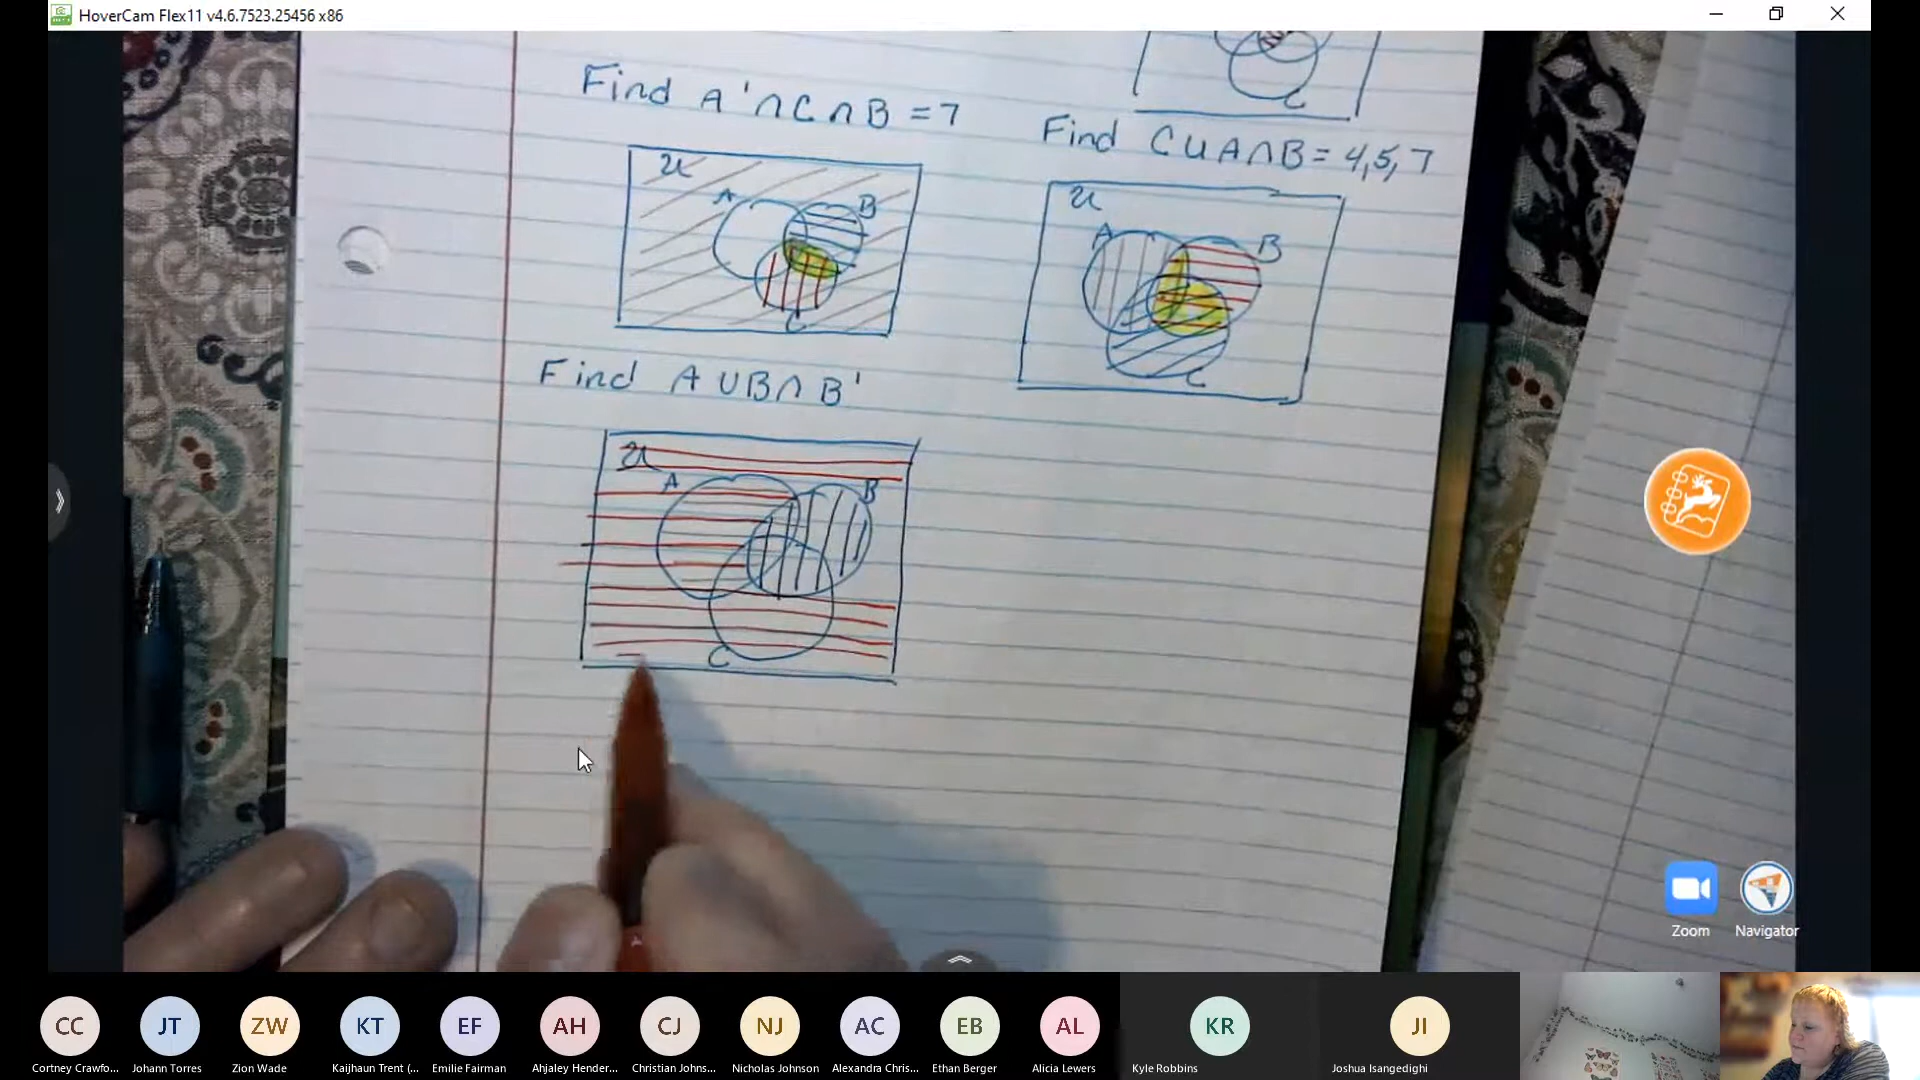 HoverCam Flex11 v4.6.7523.25456 x86
Find A'∩C∩B = 7
C
Find C∪A∩B = 4,5,7
U
A
B
C
U
A
B
C
Find A∪B∩B'
U
A
B
C
Zoom
Navigator
CC
JT
ZW
KT
EF
AH
CJ
NJ
AC
EB
AL
KR
JI
Cortney Crawfo...
Johann Torres
Zion Wade
Kaijhaun Trent (...
Emilie Fairman
Ahjaley Hender...
Christian Johns...
Nicholas Johnson
Alexandra Chris...
Ethan Berger
Alicia Lewers
Kyle Robbins
Joshua Isangedighi